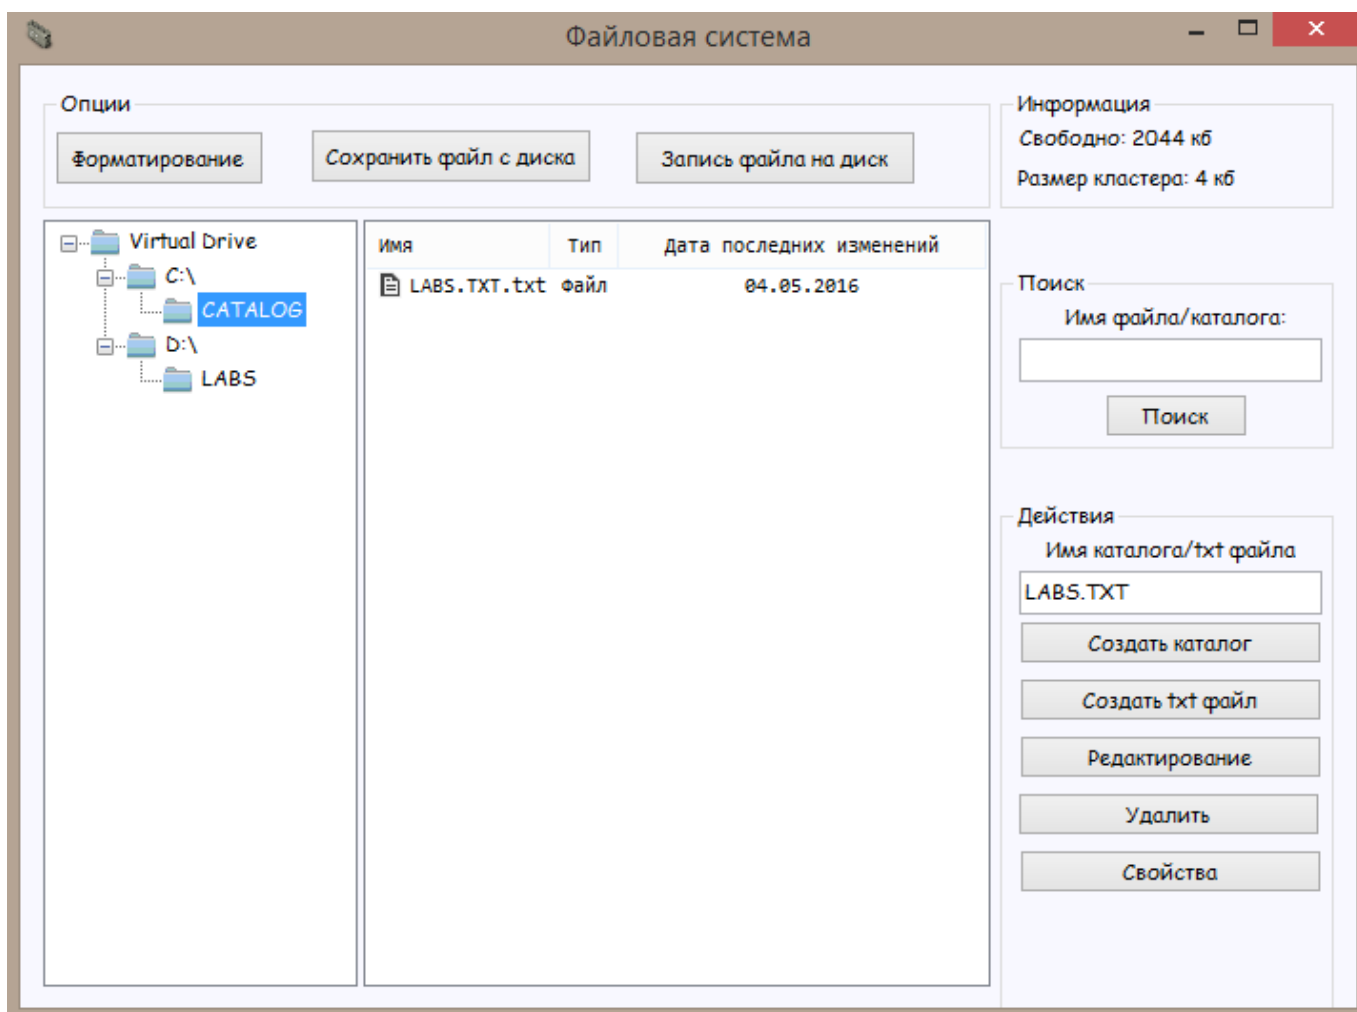 Файловая система
Опции
Форматирование
Сохранить файл с диска
Запись файла на диск
Информация
Свободно: 2044 кб
Размер кластера: 4 кб
Virtual Drive
C:\
CATALOG
D:\
LABS
Имя Тип Дата последних изменений
LABS.TXT.txt Файл 04.05.2016
Поиск
Имя файла/каталога:
Поиск
Действия
Имя каталога/txt файла
LABS.TXT
Создать каталог
Создать txt файл
Редактирование
Удалить
Свойства